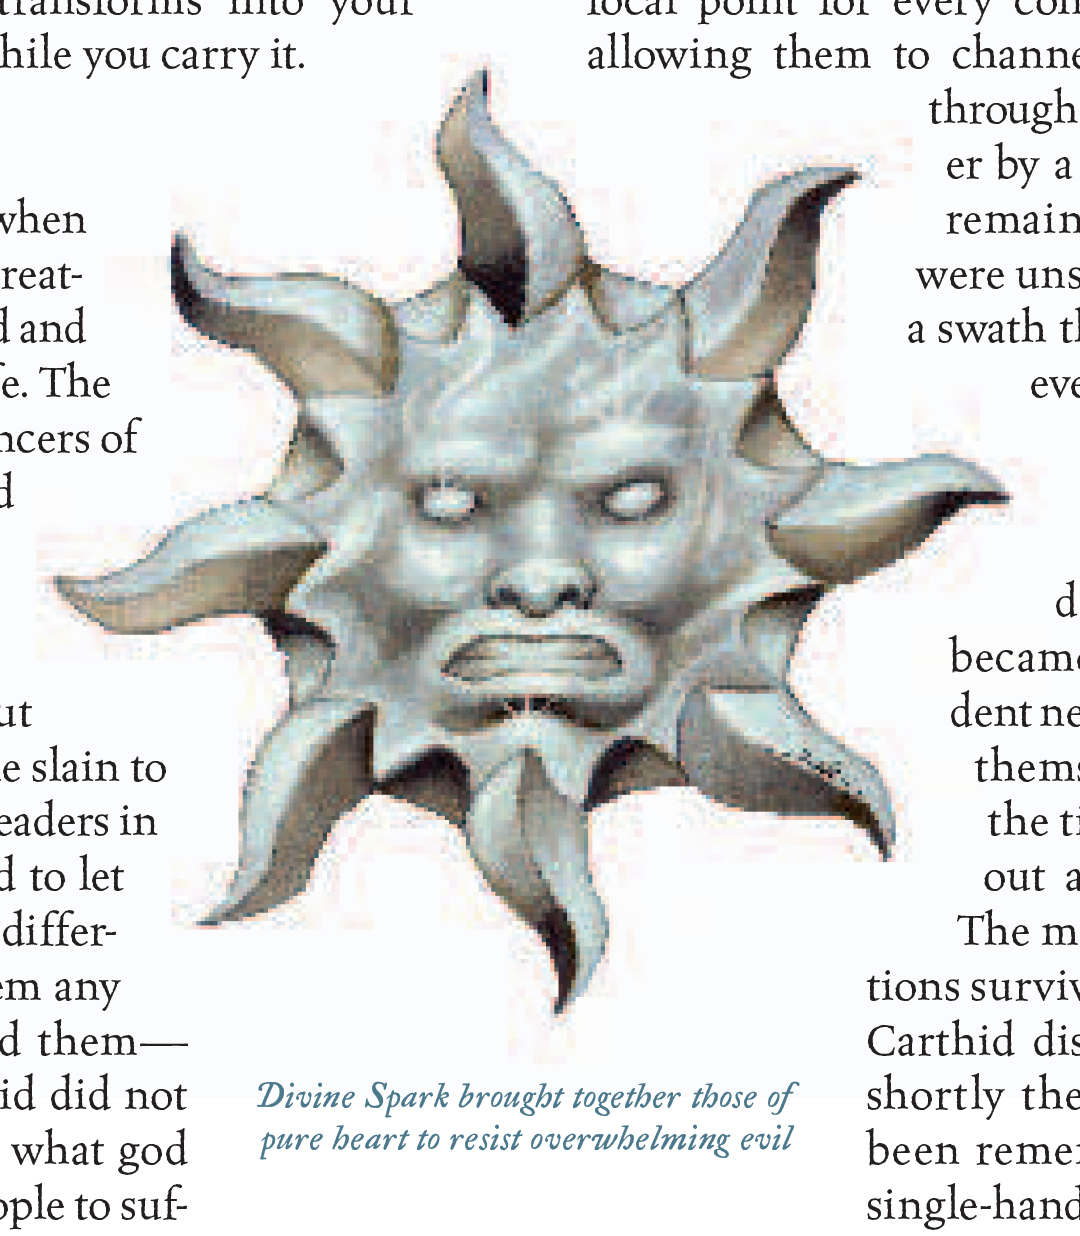 transforms into your
hile you carry it.
when
reat-
d and
fe. The
ncers of
d
ut
e slain to
eaders in
d to let
differ-
em any
d them—
id did not
what god
ople to suf-
Divine Spark brought together those of
pure heart to resist overwhelming evil
local point for every con
allowing them to channe
through
er by a
remain
were uns
a swath th
eve
d
became
dent ne
thems
the ti
out a
The m
tions surviv
Carthid dis
shortly the
been remem
single-hand